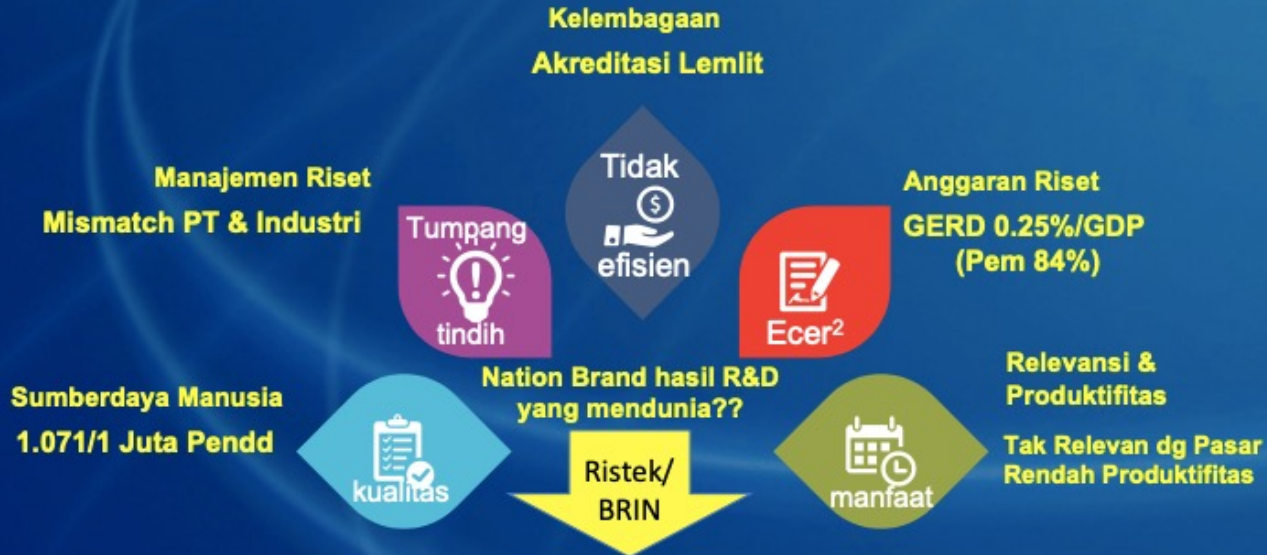 Kelembagaan
Akreditasi Lemlit
Tidak
efisien
Manajemen Riset
Mismatch PT & Industri
Tumpang
tindih
Anggaran Riset
GERD 0.25%/GDP
(Pem 84%)
Ecer²
Sumberdaya Manusia
1.071/1 Juta Pendd
kualitas
Nation Brand hasil R&D
yang mendunia??
Ristek/
BRIN
Relevansi &
Produktifitas
Tak Relevan dg Pasar
Rendah Produktifitas
manfaat